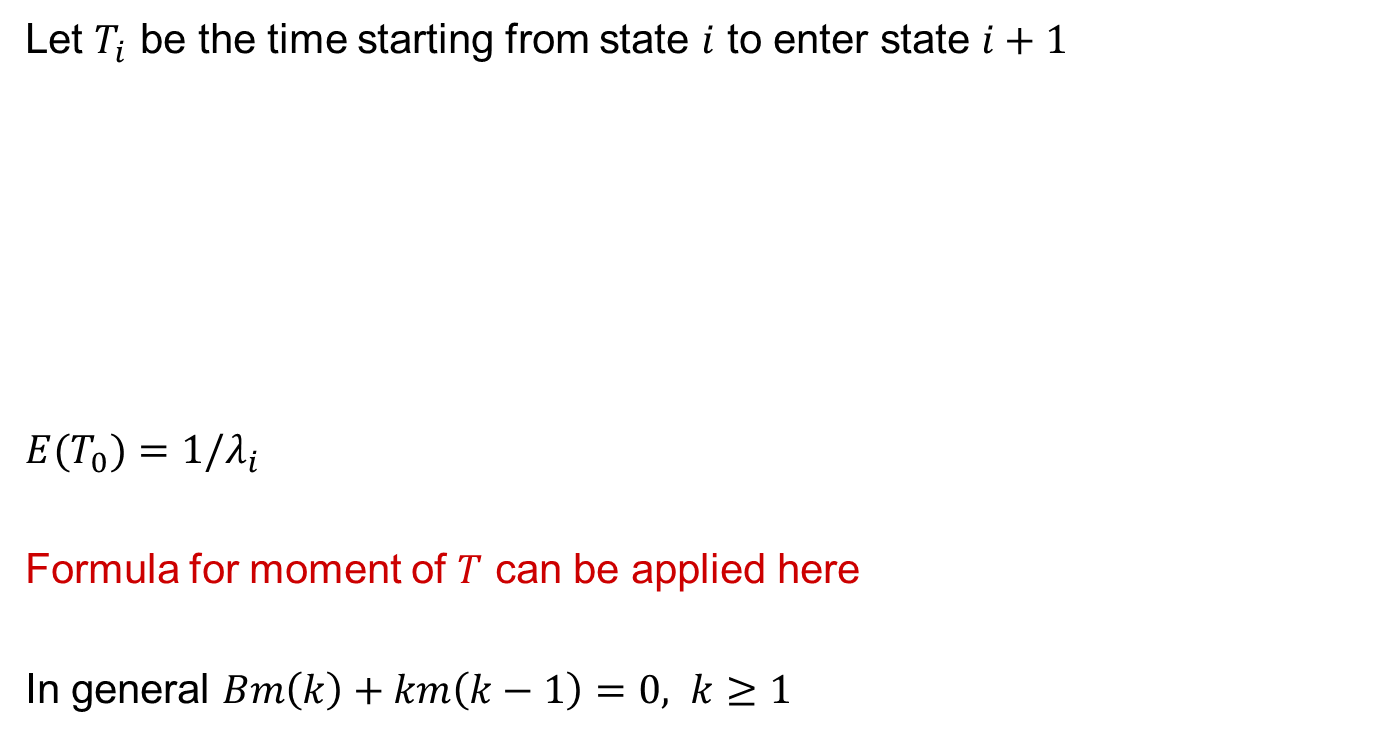 Let T_i be the time starting from state i to enter state i + 1
E(T_0) = 1/λ_i
Formula for moment of T can be applied here
In general Bm(k) + km(k − 1) = 0, k ≥ 1